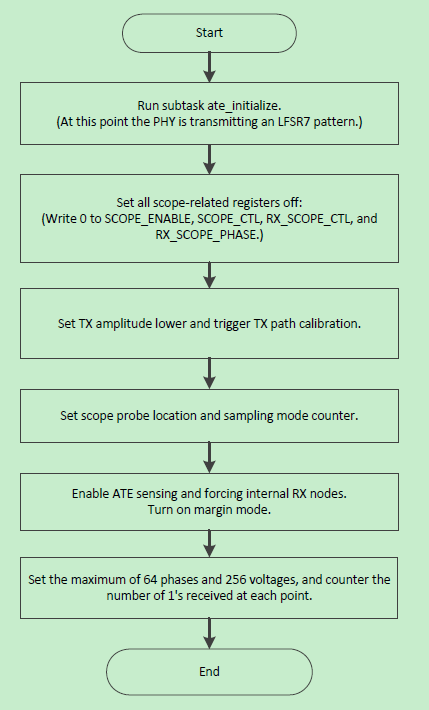 Start
Run subtask ate_initialize.
(At this point the PHY is transmitting an LFSR7 pattern.)
Set all scope-related registers off:
(Write 0 to SCOPE_ENABLE, SCOPE_CTL, RX_SCOPE_CTL, and
RX_SCOPE_PHASE.)
Set TX amplitude lower and trigger TX path calibration.
Set scope probe location and sampling mode counter.
Enable ATE sensing and forcing internal RX nodes.
Turn on margin mode.
Set the maximum of 64 phases and 256 voltages, and counter the
number of 1's received at each point.
End